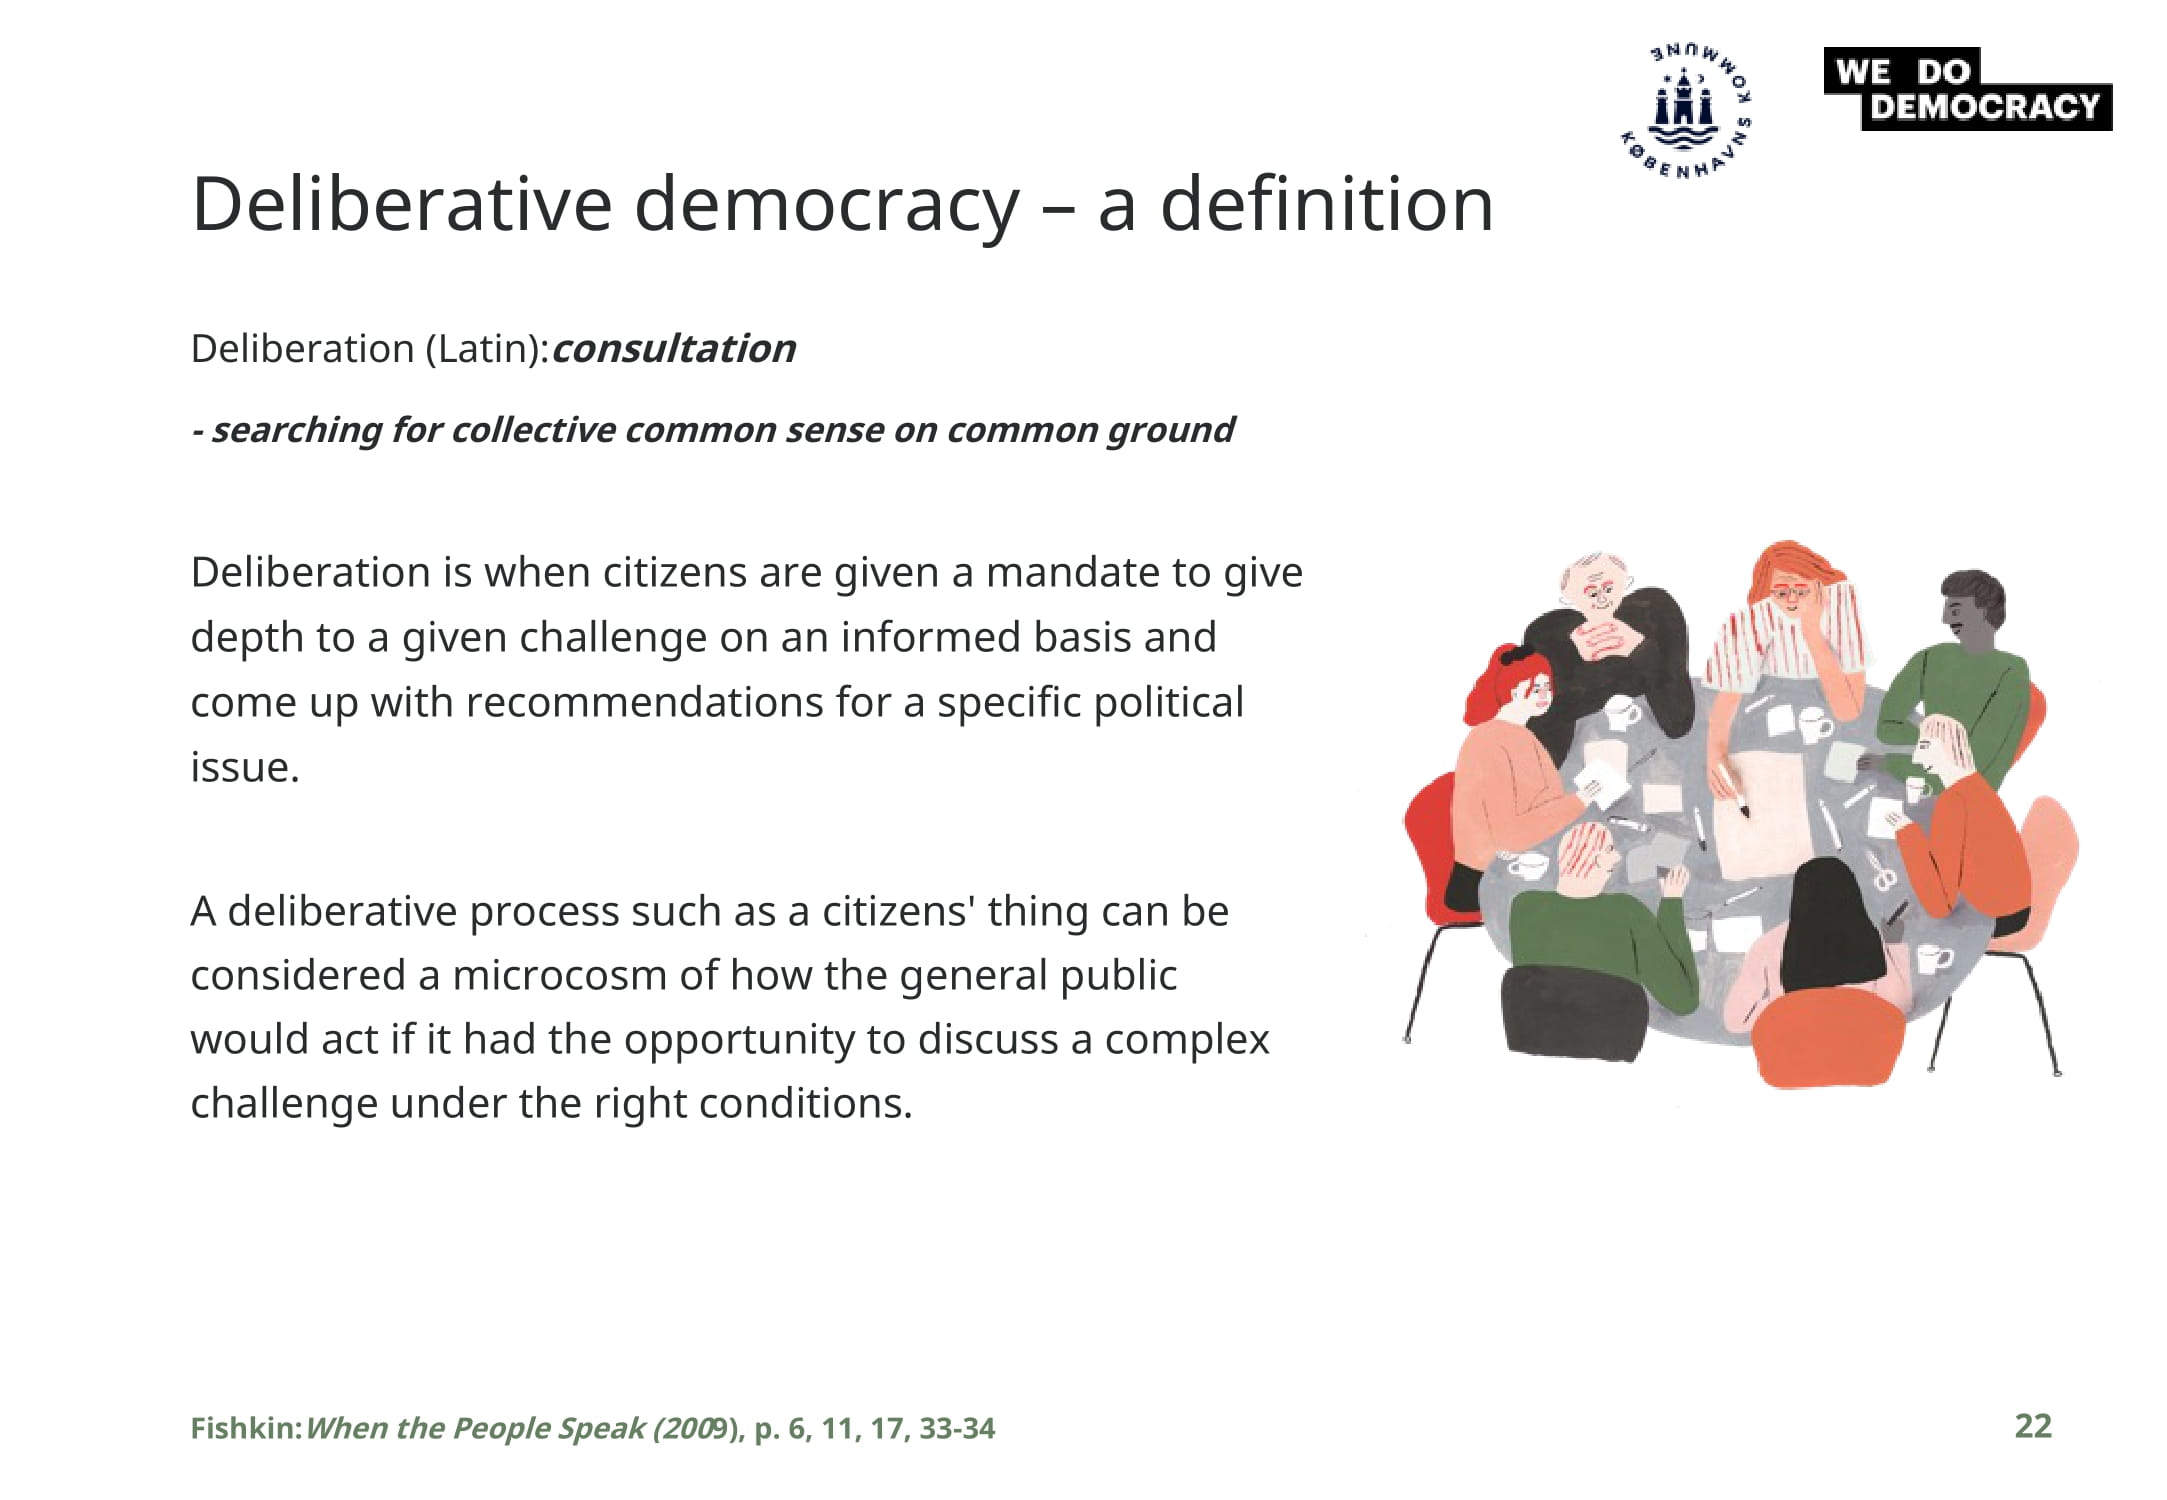 KØBENHAVNS KOMMUNE
WE DO
DEMOCRACY
Deliberative democracy – a definition
Deliberation (Latin):consultation
- searching for collective common sense on common ground
Deliberation is when citizens are given a mandate to give
depth to a given challenge on an informed basis and
come up with recommendations for a specific political
issue.
A deliberative process such as a citizens' thing can be
considered a microcosm of how the general public
would act if it had the opportunity to discuss a complex
challenge under the right conditions.
Fishkin:When the People Speak (2009), p. 6, 11, 17, 33-34
22